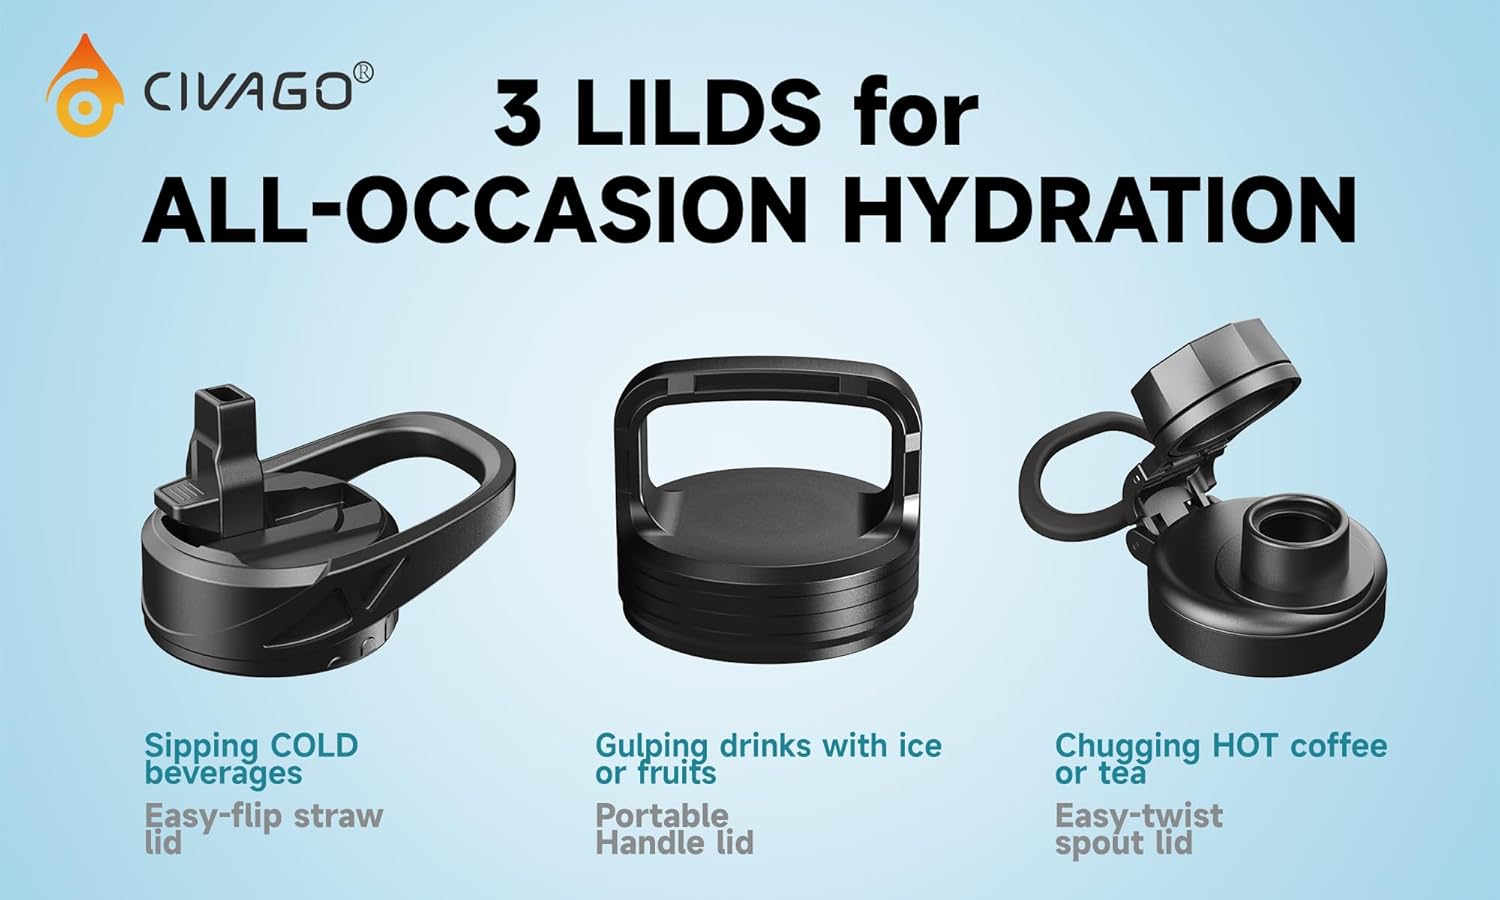 CIVAGO®
3 LILDS for
ALL-OCCASION HYDRATION
Sipping COLD
beverages
Easy-flip straw
lid
Gulping drinks with ice
or fruits
Portable
Handle lid
Chugging HOT coffee
or tea
Easy-twist
spout lid